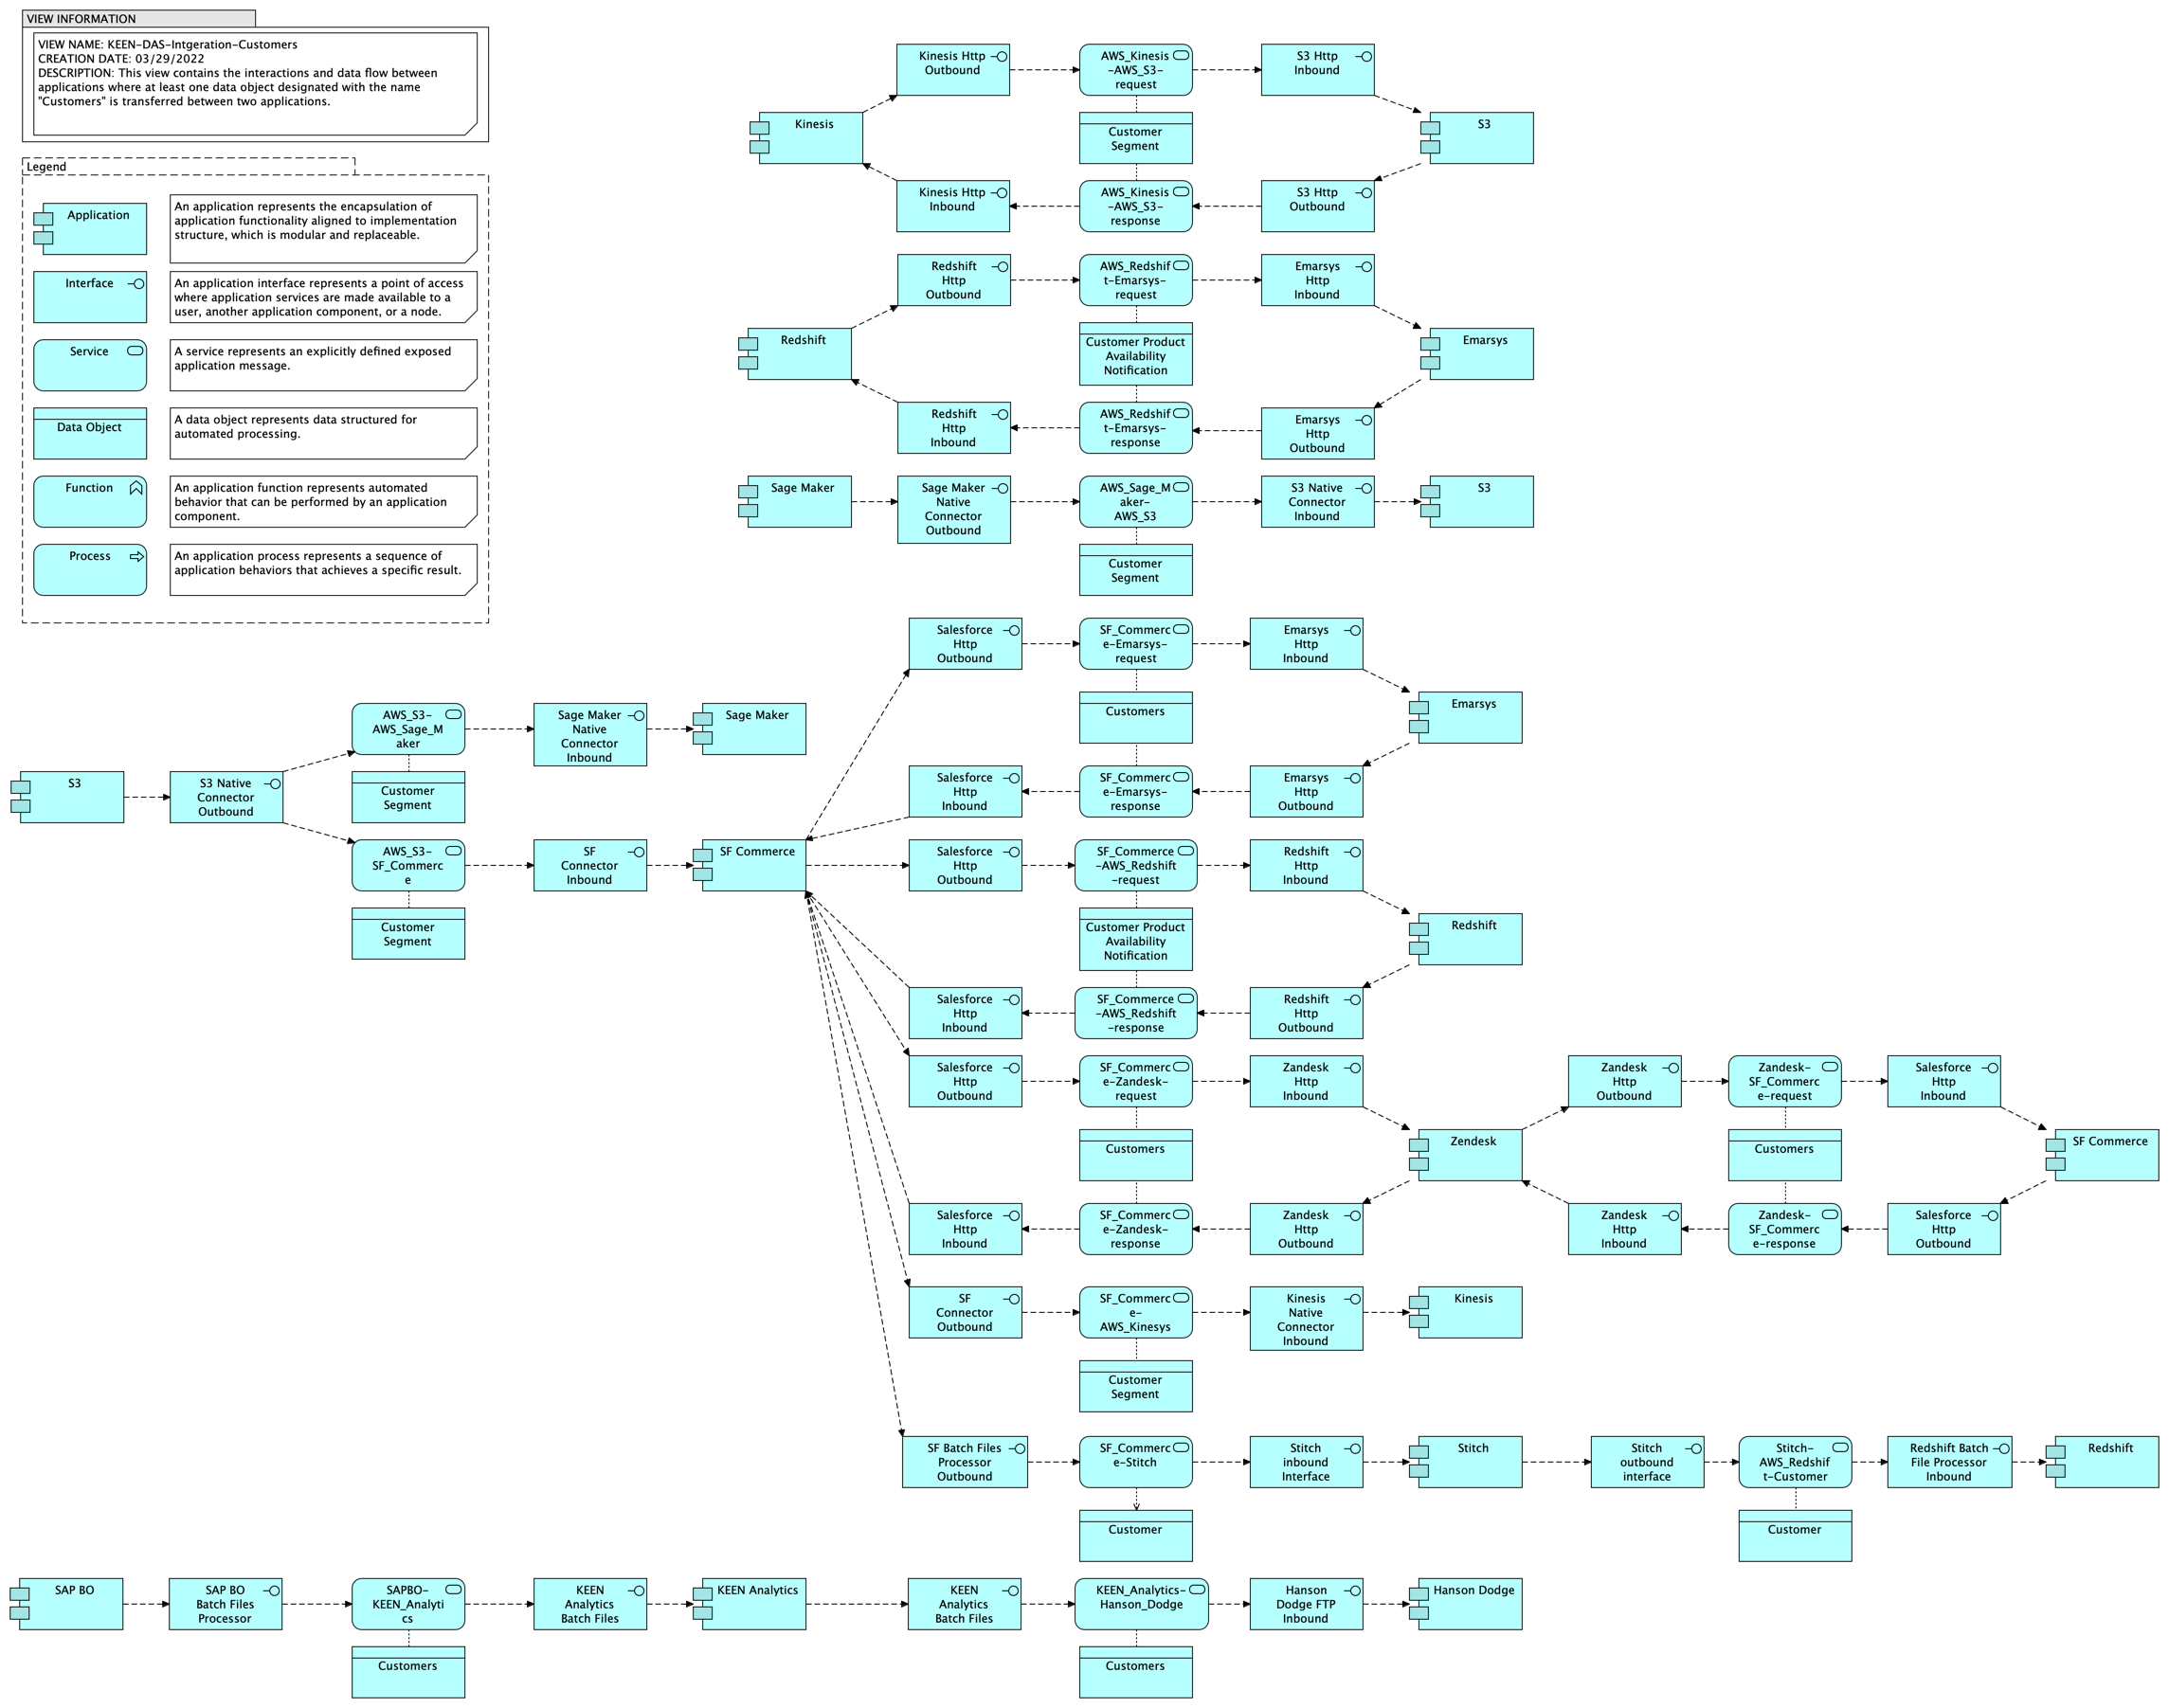 VIEW INFORMATION
VIEW NAME: KEEN-DAS-Intgeration-Customers
CREATION DATE: 03/29/2022
DESCRIPTION: This view contains the interactions and data flow between
applications where at least one data object designated with the name
"Customers" is transferred between two applications.
Legend
Application
An application represents the encapsulation of
application functionality aligned to implementation
structure, which is modular and replaceable.
Interface
An application interface represents a point of access
where application services are made available to a
user, another application component, or a node.
Service
A service represents an explicitly defined exposed
application message.
Data Object
A data object represents data structured for
automated processing.
Function
An application function represents automated
behavior that can be performed by an application
component.
Process
An application process represents a sequence of
application behaviors that achieves a specific result.
Kinesis
Kinesis Http
Outbound
AWS_Kinesis
-AWS_S3-
request
S3 Http
Inbound
Customer
Segment
S3
Kinesis Http
Inbound
AWS_Kinesis
-AWS_S3-
response
S3 Http
Outbound
Redshift
Redshift
Http
Outbound
AWS_Redshif
t-Emarsys-
request
Emarsys
Http
Inbound
Customer Product
Availability
Notification
Emarsys
Redshift
Http
Inbound
AWS_Redshif
t-Emarsys-
response
Emarsys
Http
Outbound
Sage Maker
Sage Maker
Native
Connector
Outbound
AWS_Sage_M
aker-
AWS_S3
S3 Native
Connector
Inbound
S3
Customer
Segment
S3
S3 Native
Connector
Outbound
AWS_S3-
AWS_Sage_M
aker
Customer
Segment
Sage Maker
Native
Connector
Inbound
Sage Maker
AWS_S3-
SF_Commerc
e
Customer
Segment
SF
Connector
Inbound
SF Commerce
Salesforce
Http
Outbound
SF_Commerc
e-Emarsys-
request
Emarsys
Http
Inbound
Customers
Emarsys
Salesforce
Http
Inbound
SF_Commerc
e-Emarsys-
response
Emarsys
Http
Outbound
Salesforce
Http
Outbound
SF_Commerce
-AWS_Redshift
-request
Redshift
Http
Inbound
Customer Product
Availability
Notification
Redshift
Salesforce
Http
Inbound
SF_Commerce
-AWS_Redshift
-response
Redshift
Http
Outbound
Salesforce
Http
Outbound
SF_Commerc
e-Zandesk-
request
Zandesk
Http
Inbound
Customers
Zendesk
Salesforce
Http
Inbound
SF_Commerc
e-Zandesk-
response
Zandesk
Http
Outbound
Zandesk
Http
Outbound
Zandesk-
SF_Commerc
e-request
Salesforce
Http
Inbound
Customers
SF Commerce
Zandesk
Http
Inbound
Zandesk-
SF_Commerc
e-response
Salesforce
Http
Outbound
SF
Connector
Outbound
SF_Commerc
e-
AWS_Kinesys
Kinesis
Native
Connector
Inbound
Kinesis
Customer
Segment
SF Batch Files
Processor
Outbound
SF_Commerc
e-Stitch
Stitch
inbound
Interface
Stitch
Customer
Stitch
outbound
interface
Stitch-
AWS_Redshif
t-Customer
Redshift Batch
File Processor
Inbound
Redshift
Customer
SAP BO
SAP BO
Batch Files
Processor
SAPBO-
KEEN_Analyti
cs
Customers
KEEN
Analytics
Batch Files
KEEN Analytics
KEEN
Analytics
Batch Files
KEEN_Analytics-
Hanson_Dodge
Customers
Hanson
Dodge FTP
Inbound
Hanson Dodge